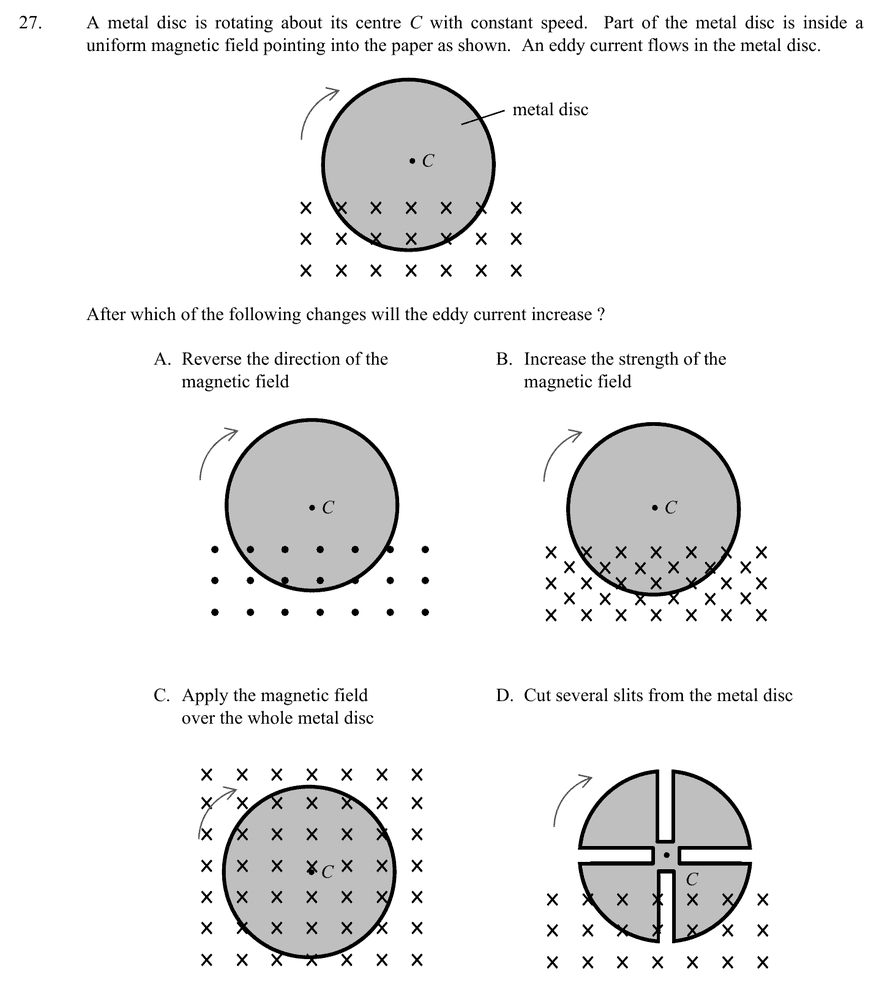 27. A metal disc is rotating about its centre C with constant speed. Part of the metal disc is inside a
uniform magnetic field pointing into the paper as shown. An eddy current flows in the metal disc.
metal disc
C
After which of the following changes will the eddy current increase ?
A. Reverse the direction of the
magnetic field
B. Increase the strength of the
magnetic field
C
C
C. Apply the magnetic field
over the whole metal disc
D. Cut several slits from the metal disc
C
C